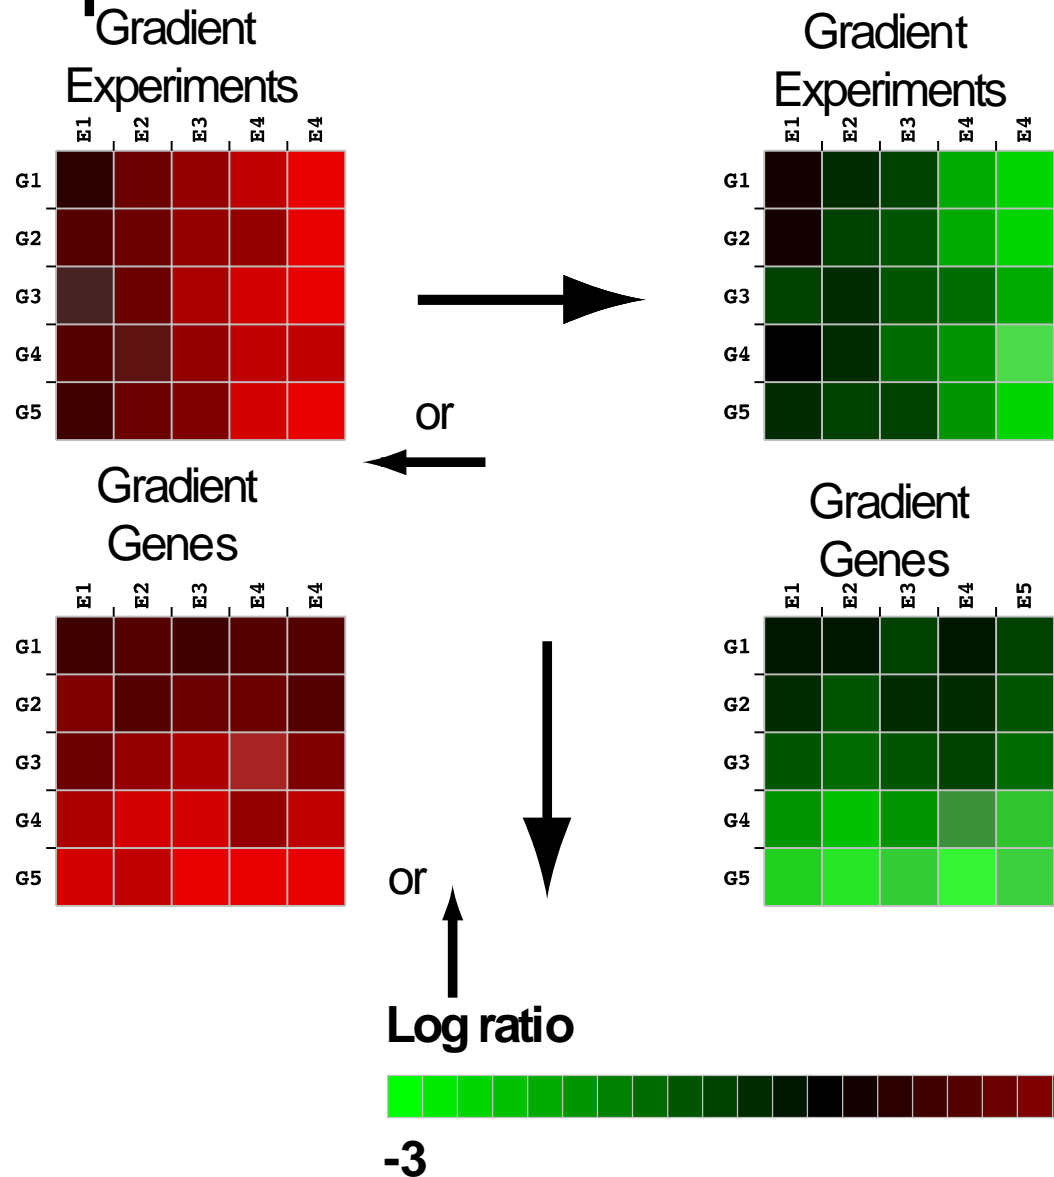 Gradient
Experiments
E1 E2 E3 E4 E4
G1
G2
G3
G4
G5
Gradient
Experiments
E1 E2 E3 E4 E4
G1
G2
G3
G4
G5
or
Gradient
Genes
E1 E2 E3 E4 E4
G1
G2
G3
G4
G5
Gradient
Genes
E1 E2 E3 E4 E5
G1
G2
G3
G4
G5
or
Log ratio
-3